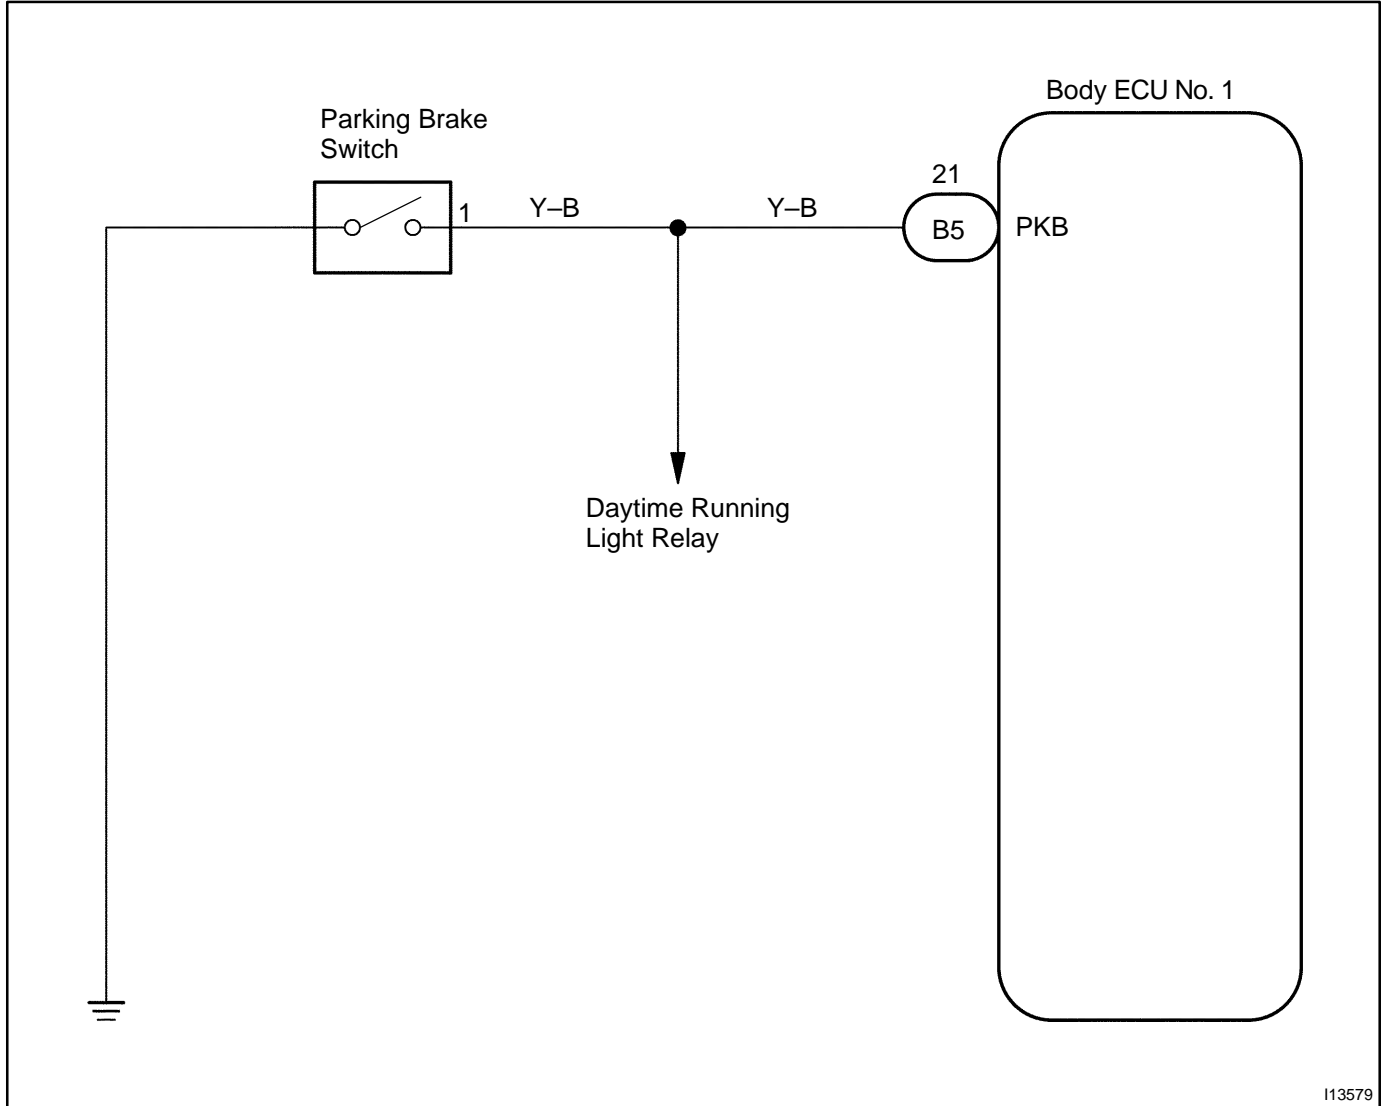 Body ECU No. 1
Parking Brake
Switch
21
1
Y–B
Y–B
B5
PKB
Daytime Running
Light Relay
I13579